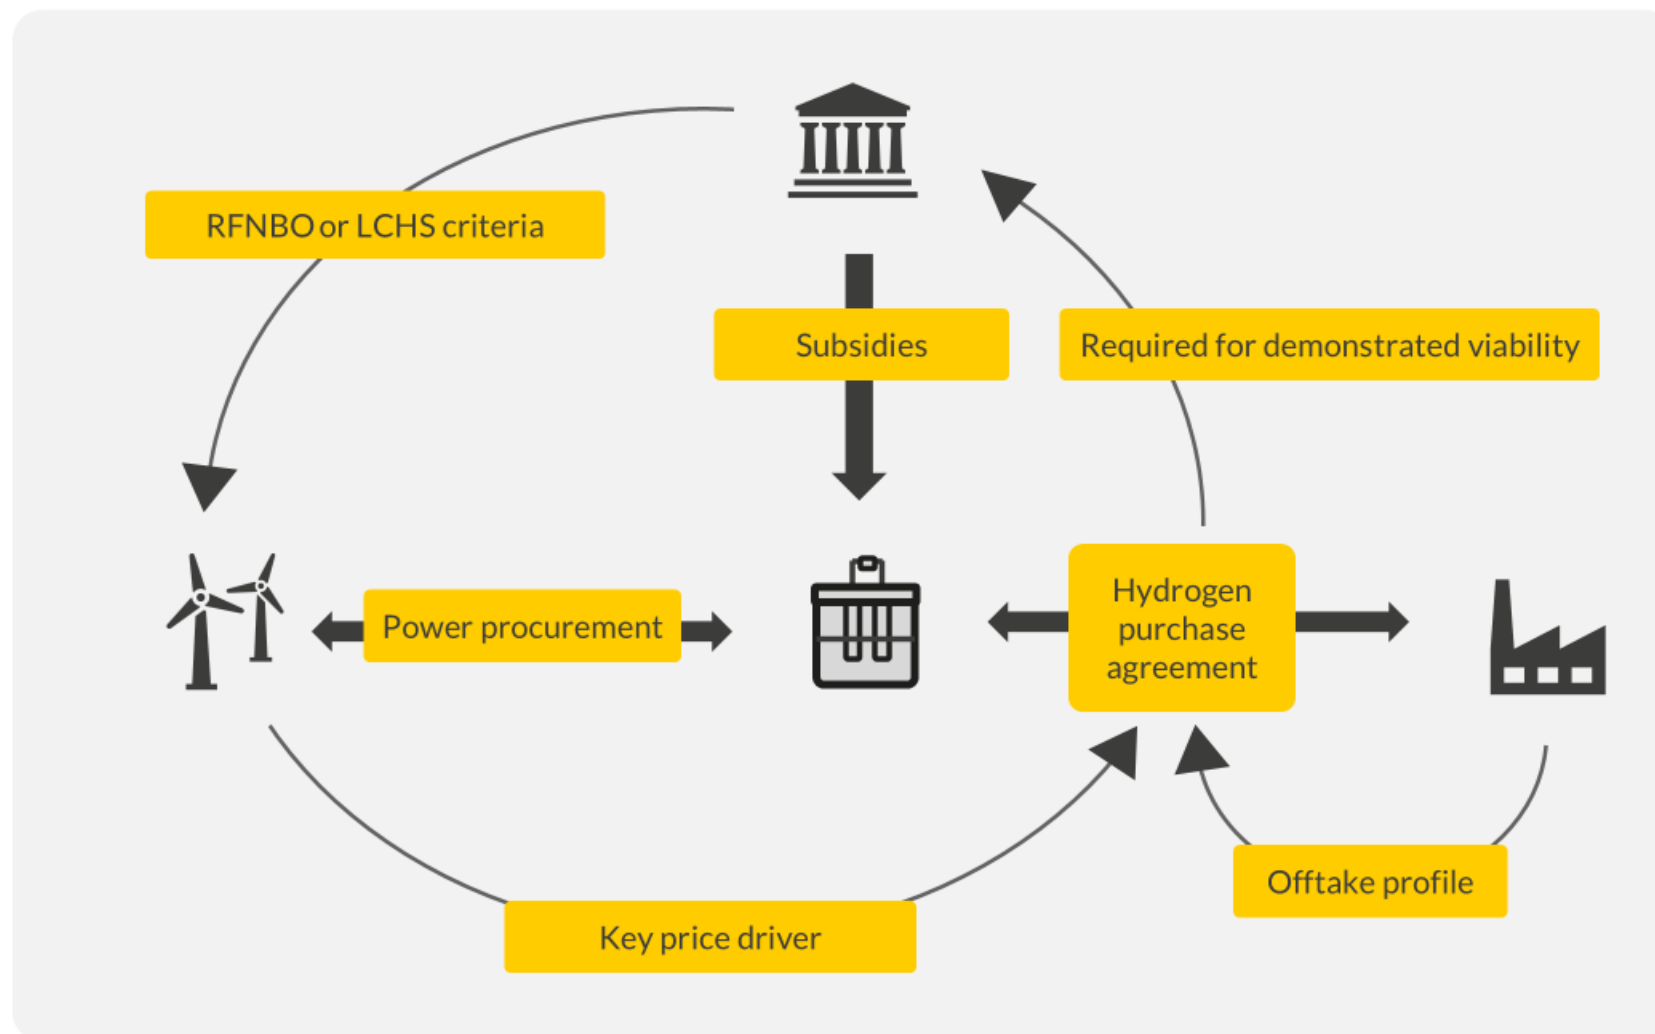 RFNBO or LCHS criteria
Subsidies
Required for demonstrated viability
Power procurement
Hydrogen
purchase
agreement
Offtake profile
Key price driver